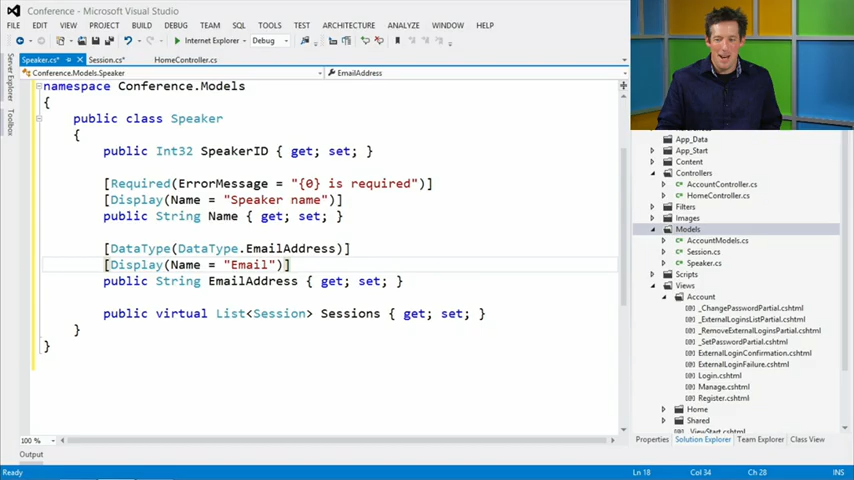 Conference - Microsoft Visual Studio
FILE EDIT VIEW PROJECT BUILD DEBUG TEAM SQL TOOLS TEST ARCHITECTURE ANALYZE WINDOW HELP
Internet Explorer Debug
Speaker.cs* Session.cs* HomeController.cs
Conference.Models.Speaker EmailAddress
Server Explorer
Toolbox
namespace Conference.Models
{
public class Speaker
{
public Int32 SpeakerID { get; set; }
[Required(ErrorMessage = "{0} is required")]
[Display(Name = "Speaker name")]
public String Name { get; set; }
[DataType(DataType.EmailAddress)]
[Display(Name = "Email")]
public String EmailAddress { get; set; }
public virtual List<Session> Sessions { get; set; }
}
}
100 %
Output
Ready
Ln 18 Col 34 Ch 28 INS
App_Data
App_Start
Content
Controllers
AccountController.cs
HomeController.cs
Filters
Images
Models
AccountModels.cs
Session.cs
Speaker.cs
Scripts
Views
Account
_ChangePasswordPartial.cshtml
_ExternalLoginsListPartial.cshtml
_RemoveExternalLoginsPartial.cshtml
_SetPasswordPartial.cshtml
ExternalLoginConfirmation.cshtml
ExternalLoginFailure.cshtml
Login.cshtml
Manage.cshtml
Register.cshtml
Home
Shared
_ViewStart.cshtml
Properties Solution Explorer Team Explorer Class View